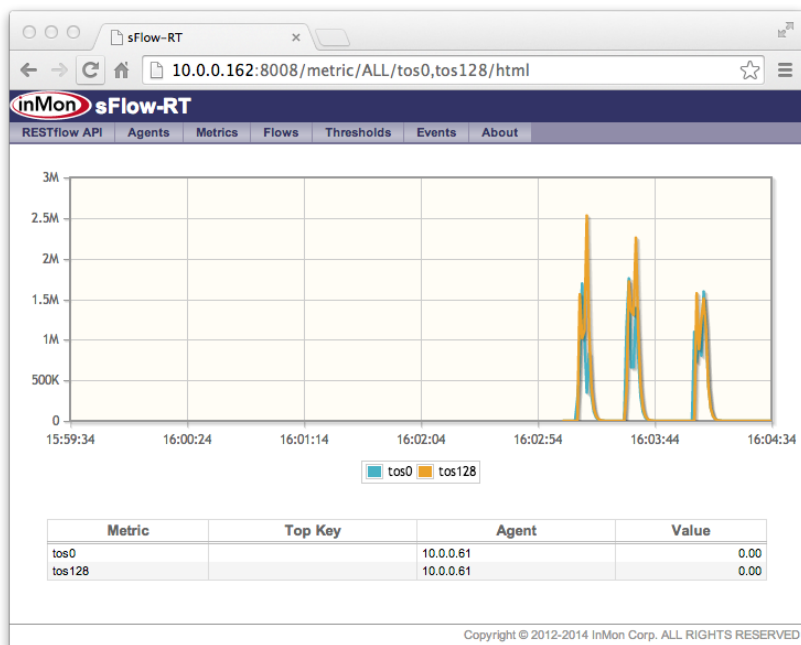 sFlow-RT
10.0.0.162:8008/metric/ALL/tos0,tos128/html
inMon sFlow-RT
RESTflow API Agents Metrics Flows Thresholds Events About
3M
2.5M
2M
1.5M
1M
500K
0
15:59:34 16:00:24 16:01:14 16:02:04 16:02:54 16:03:44 16:04:34
tos0 tos128
Metric Top Key Agent Value
tos0 10.0.0.61 0.00
tos128 10.0.0.61 0.00
Copyright © 2012-2014 InMon Corp. ALL RIGHTS RESERVED